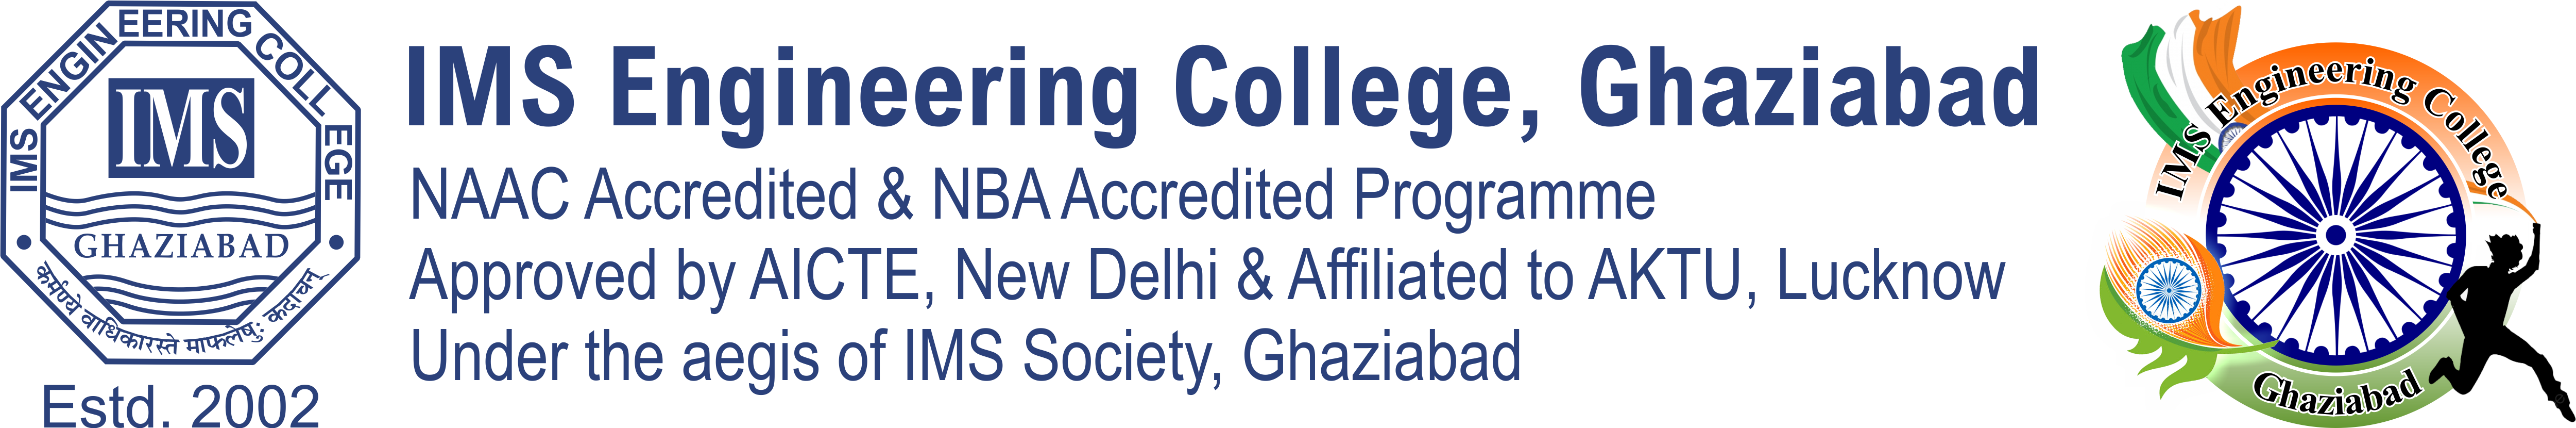 IMS ENGINEERING COLLEGE
IMS
GHAZIABAD
कर्मण्ये वाधिकारस्ते माफलेषुः कदाचन्
Estd. 2002
IMS Engineering College, Ghaziabad
NAAC Accredited & NBA Accredited Programme
Approved by AICTE, New Delhi & Affiliated to AKTU, Lucknow
Under the aegis of IMS Society, Ghaziabad
IMS Engineering College
Ghaziabad